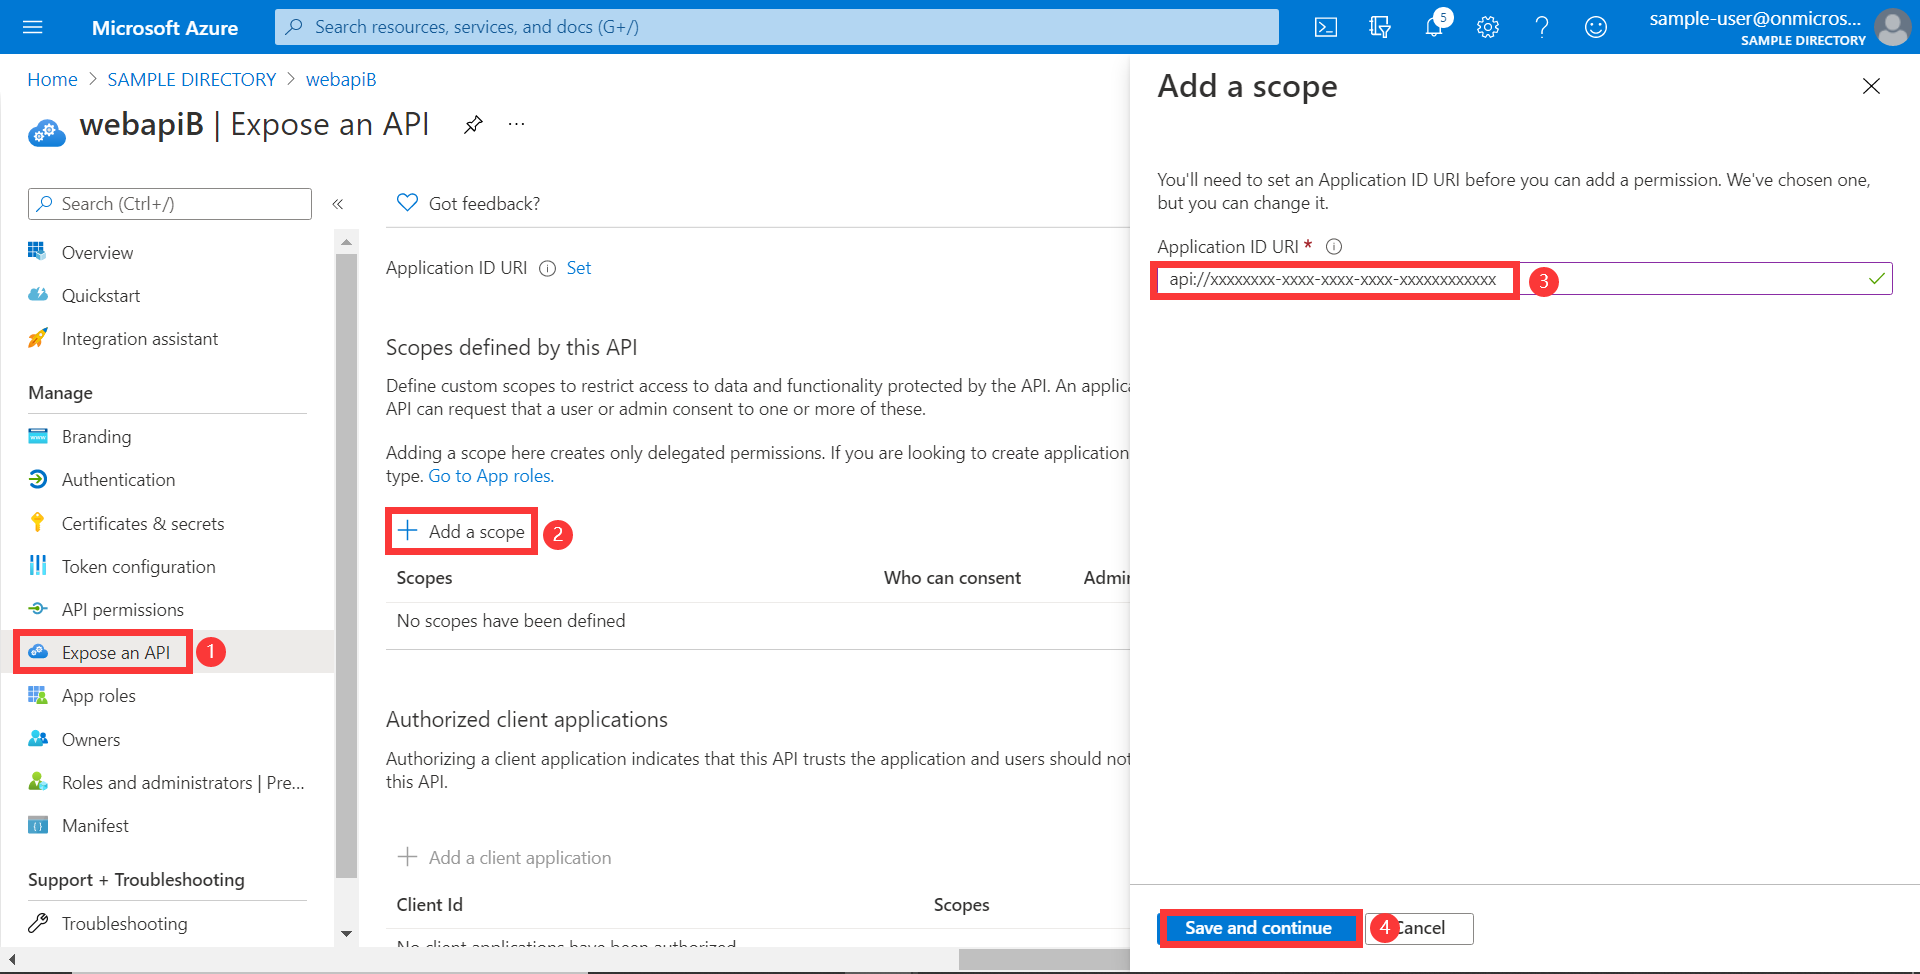 Microsoft Azure
Search resources, services, and docs (G+/)
5
sample-user@onmicros...
SAMPLE DIRECTORY
Home > SAMPLE DIRECTORY > webapiB
webapiB | Expose an API
...
Search (Ctrl+/)
«
Overview
Quickstart
Integration assistant
Manage
Branding
Authentication
Certificates & secrets
Token configuration
API permissions
Expose an API
1
App roles
Owners
Roles and administrators | Pre...
Manifest
Support + Troubleshooting
Troubleshooting
Got feedback?
Application ID URI
Set
Scopes defined by this API
Define custom scopes to restrict access to data and functionality protected by the API. An applica
API can request that a user or admin consent to one or more of these.
Adding a scope here creates only delegated permissions. If you are looking to create application
type. Go to App roles.
Add a scope
2
Scopes
Who can consent
Admin
No scopes have been defined
Authorized client applications
Authorizing a client application indicates that this API trusts the application and users should not
this API.
Add a client application
Client Id
Scopes
No client applications have been authorized
Add a scope
You'll need to set an Application ID URI before you can add a permission. We've chosen one,
but you can change it.
Application ID URI *
api://xxxxxxxx-xxxx-xxxx-xxxx-xxxxxxxxxxxx
3
Save and continue
4
Cancel